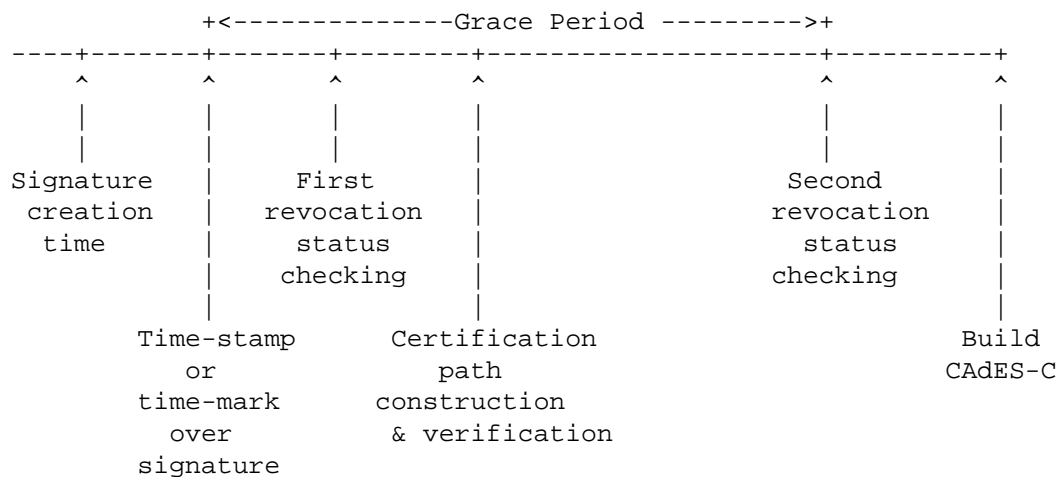 +<--------------Grace Period --------->+
----+-------+-------+--------+---------------------+----------+
^ ^ ^ ^ ^ ^
| | | | | |
| | | | | |
Signature | First | Second |
creation | revocation | revocation |
time | status | status |
| checking | checking |
| | |
Time-stamp Certification Build
or path CAdES-C
time-mark construction
over & verification
signature